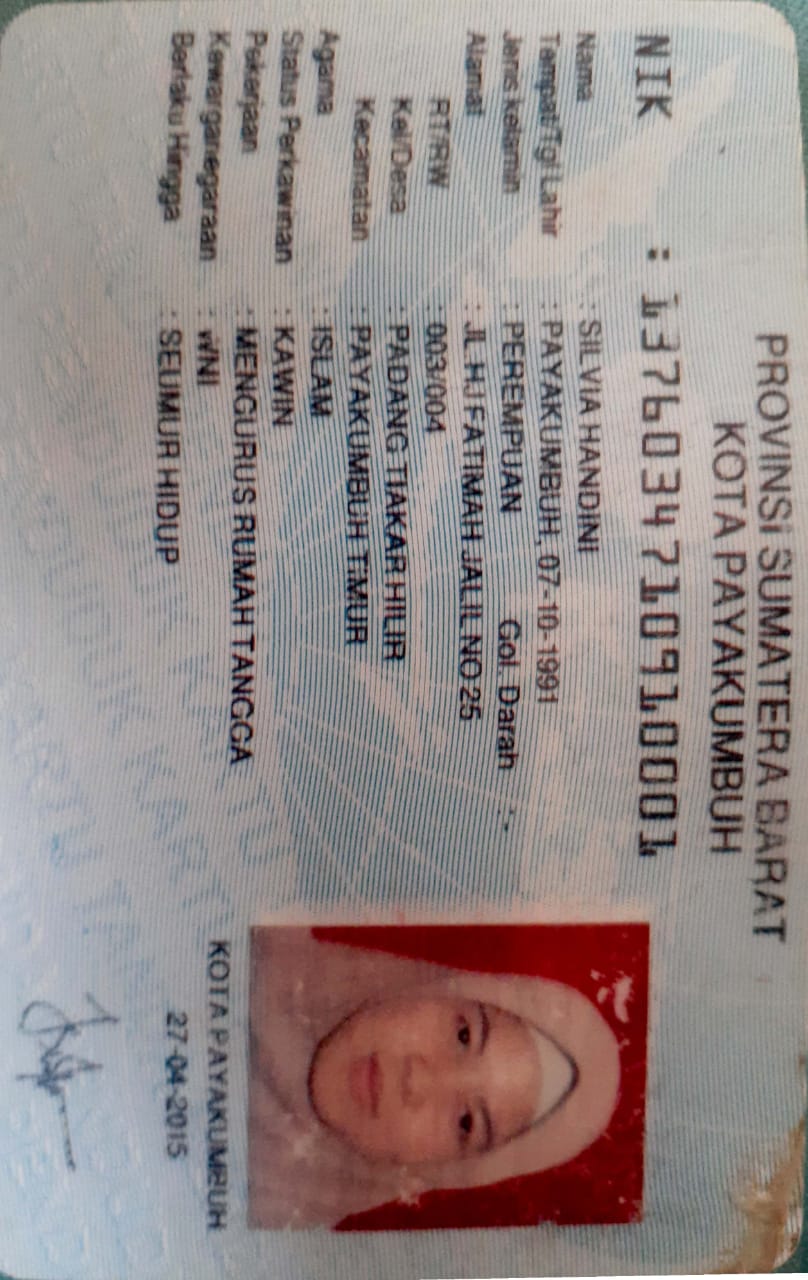 PROVINSI SUMATERA BARAT
KOTA PAYAKUMBUH
NIK : 1376034710910001
Nama : SILVIA HANDINI
Tempat/Tgl Lahir : PAYAKUMBUH, 07-10-1991
Jenis kelamin : PEREMPUAN Gol. Darah : -
Alamat : JL HJ FATIMAH JALIL NO 25
RT/RW : 003/004
Kel/Desa : PADANG TIAKAR HILIR
Kecamatan : PAYAKUMBUH TIMUR
Agama : ISLAM
Status Perkawinan : KAWIN
Pekerjaan : MENGURUS RUMAH TANGGA
Kewarganegaraan : WNI
Berlaku Hingga : SEUMUR HIDUP
KOTA PAYAKUMBUH
27-04-2015